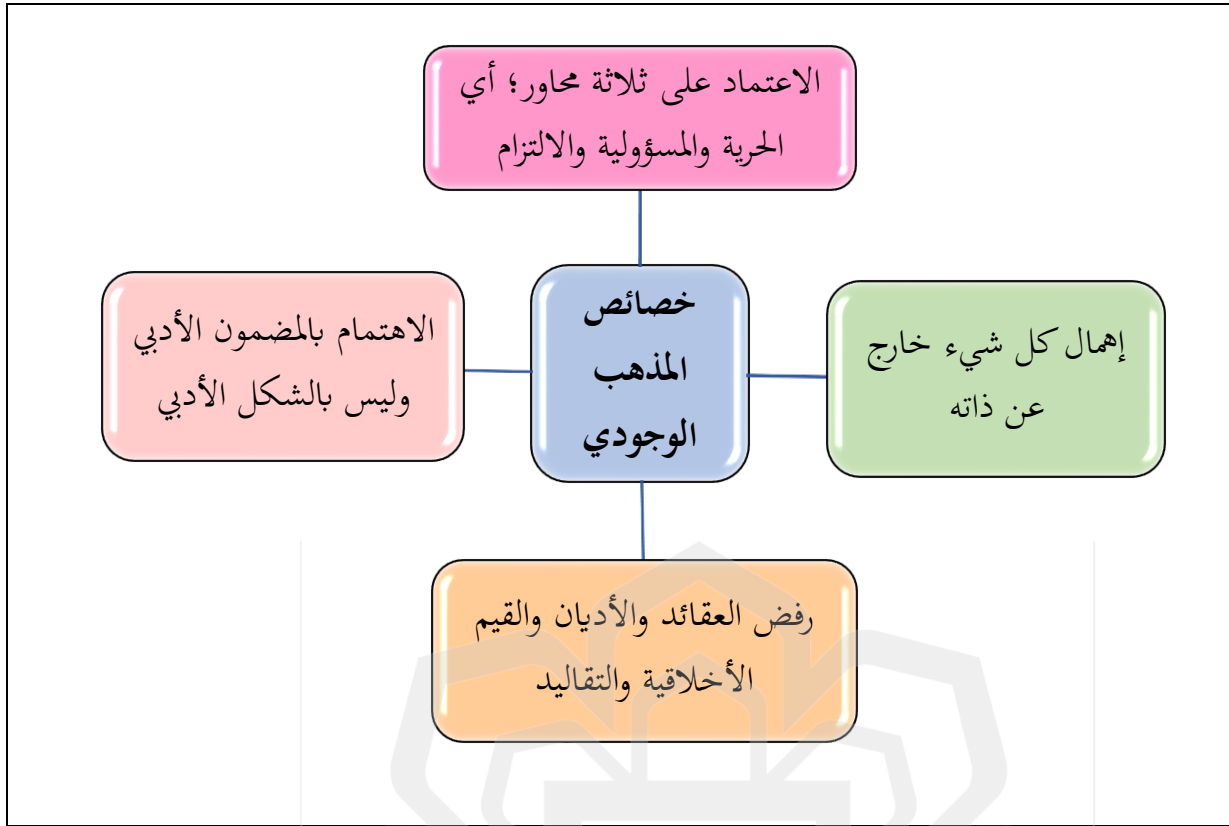 الاعتماد على ثلاثة محاور؛ أي
الحرية والمسؤولية والالتزام
خصائص
المذهب
الوجودي
إهمال كل شيء خارج
عن ذاته
الاهتمام بالمضمون الأدبي
وليس بالشكل الأدبي
رفض العقائد والأديان والقيم
الأخلاقية والتقاليد